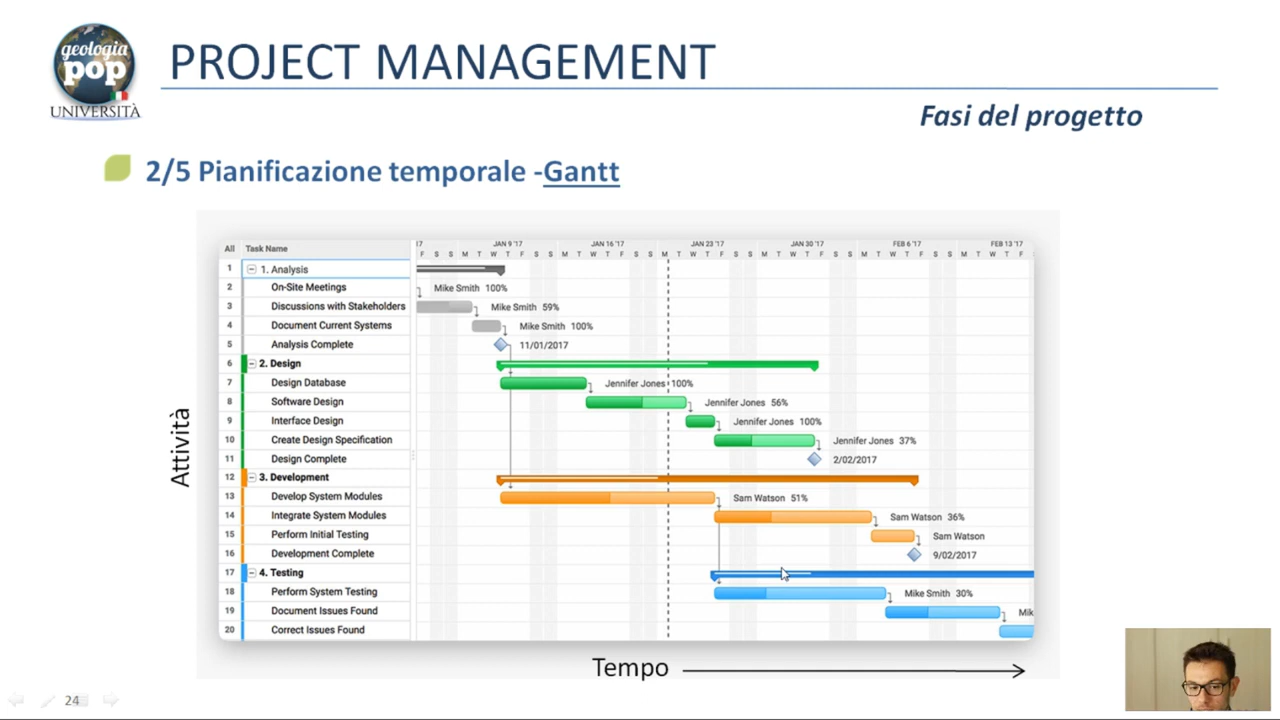 geologia
pop
UNIVERSITÀ
PROJECT MANAGEMENT
Fasi del progetto
2/5 Pianificazione temporale -Gantt
All Task Name 17 JAN 9 '17 JAN 16 '17 JAN 23 '17 JAN 30 '17 FEB 6 '17 FEB 13 '17
F S S M T W T F S S M T W T F S S M T W T F S S M T W T F S S M T W T F S S M T W T F
1 1. Analysis
2 On-Site Meetings Mike Smith 100%
3 Discussions with Stakeholders Mike Smith 59%
4 Document Current Systems Mike Smith 100%
5 Analysis Complete 11/01/2017
6 2. Design
7 Design Database Jennifer Jones 100%
8 Software Design Jennifer Jones 56%
9 Interface Design Jennifer Jones 100%
10 Create Design Specification Jennifer Jones 37%
11 Design Complete 2/02/2017
12 3. Development
13 Develop System Modules Sam Watson 51%
14 Integrate System Modules Sam Watson 36%
15 Perform Initial Testing Sam Watson
16 Development Complete 9/02/2017
17 4. Testing
18 Perform System Testing Mike Smith 30%
19 Document Issues Found Mik
20 Correct Issues Found
Attività
Tempo
24